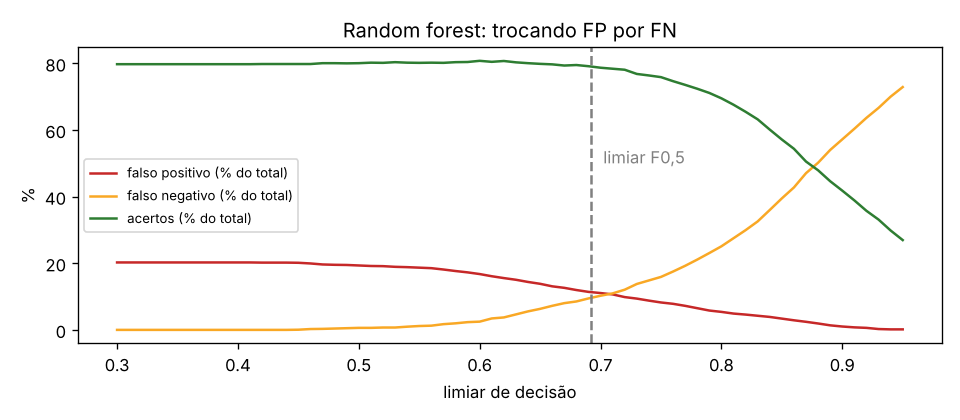 Random forest: trocando FP por FN
%
80
60
40
20
0
falso positivo (% do total)
falso negativo (% do total)
acertos (% do total)
limiar F0,5
0.3 0.4 0.5 0.6 0.7 0.8 0.9
limiar de decisão